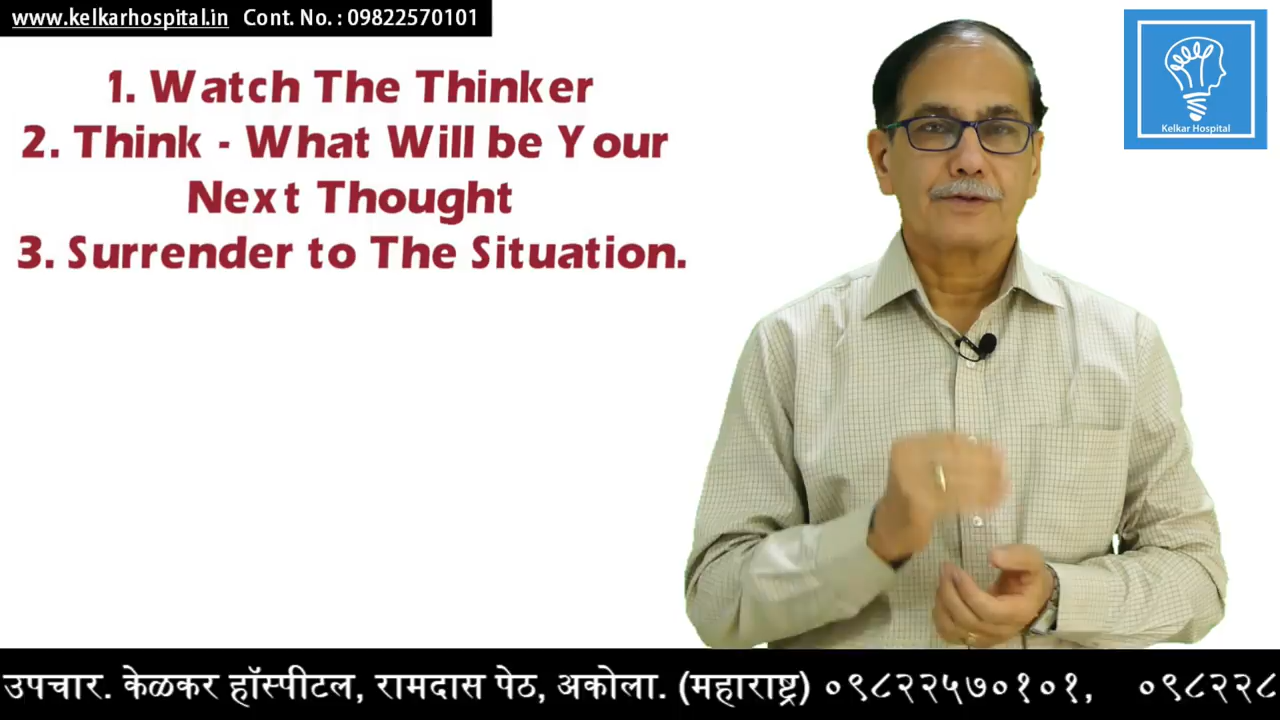 www.kelkarhospital.in Cont. No. : 09822570101
Kelkar Hospital
1. Watch The Thinker
2. Think - What Will be Your
Next Thought
3. Surrender to The Situation.
उपचार. केळकर हॉस्पीटल, रामदास पेठ, अकोला. (महाराष्ट्र) ०९८२२५७०१०१, ०९८२२८